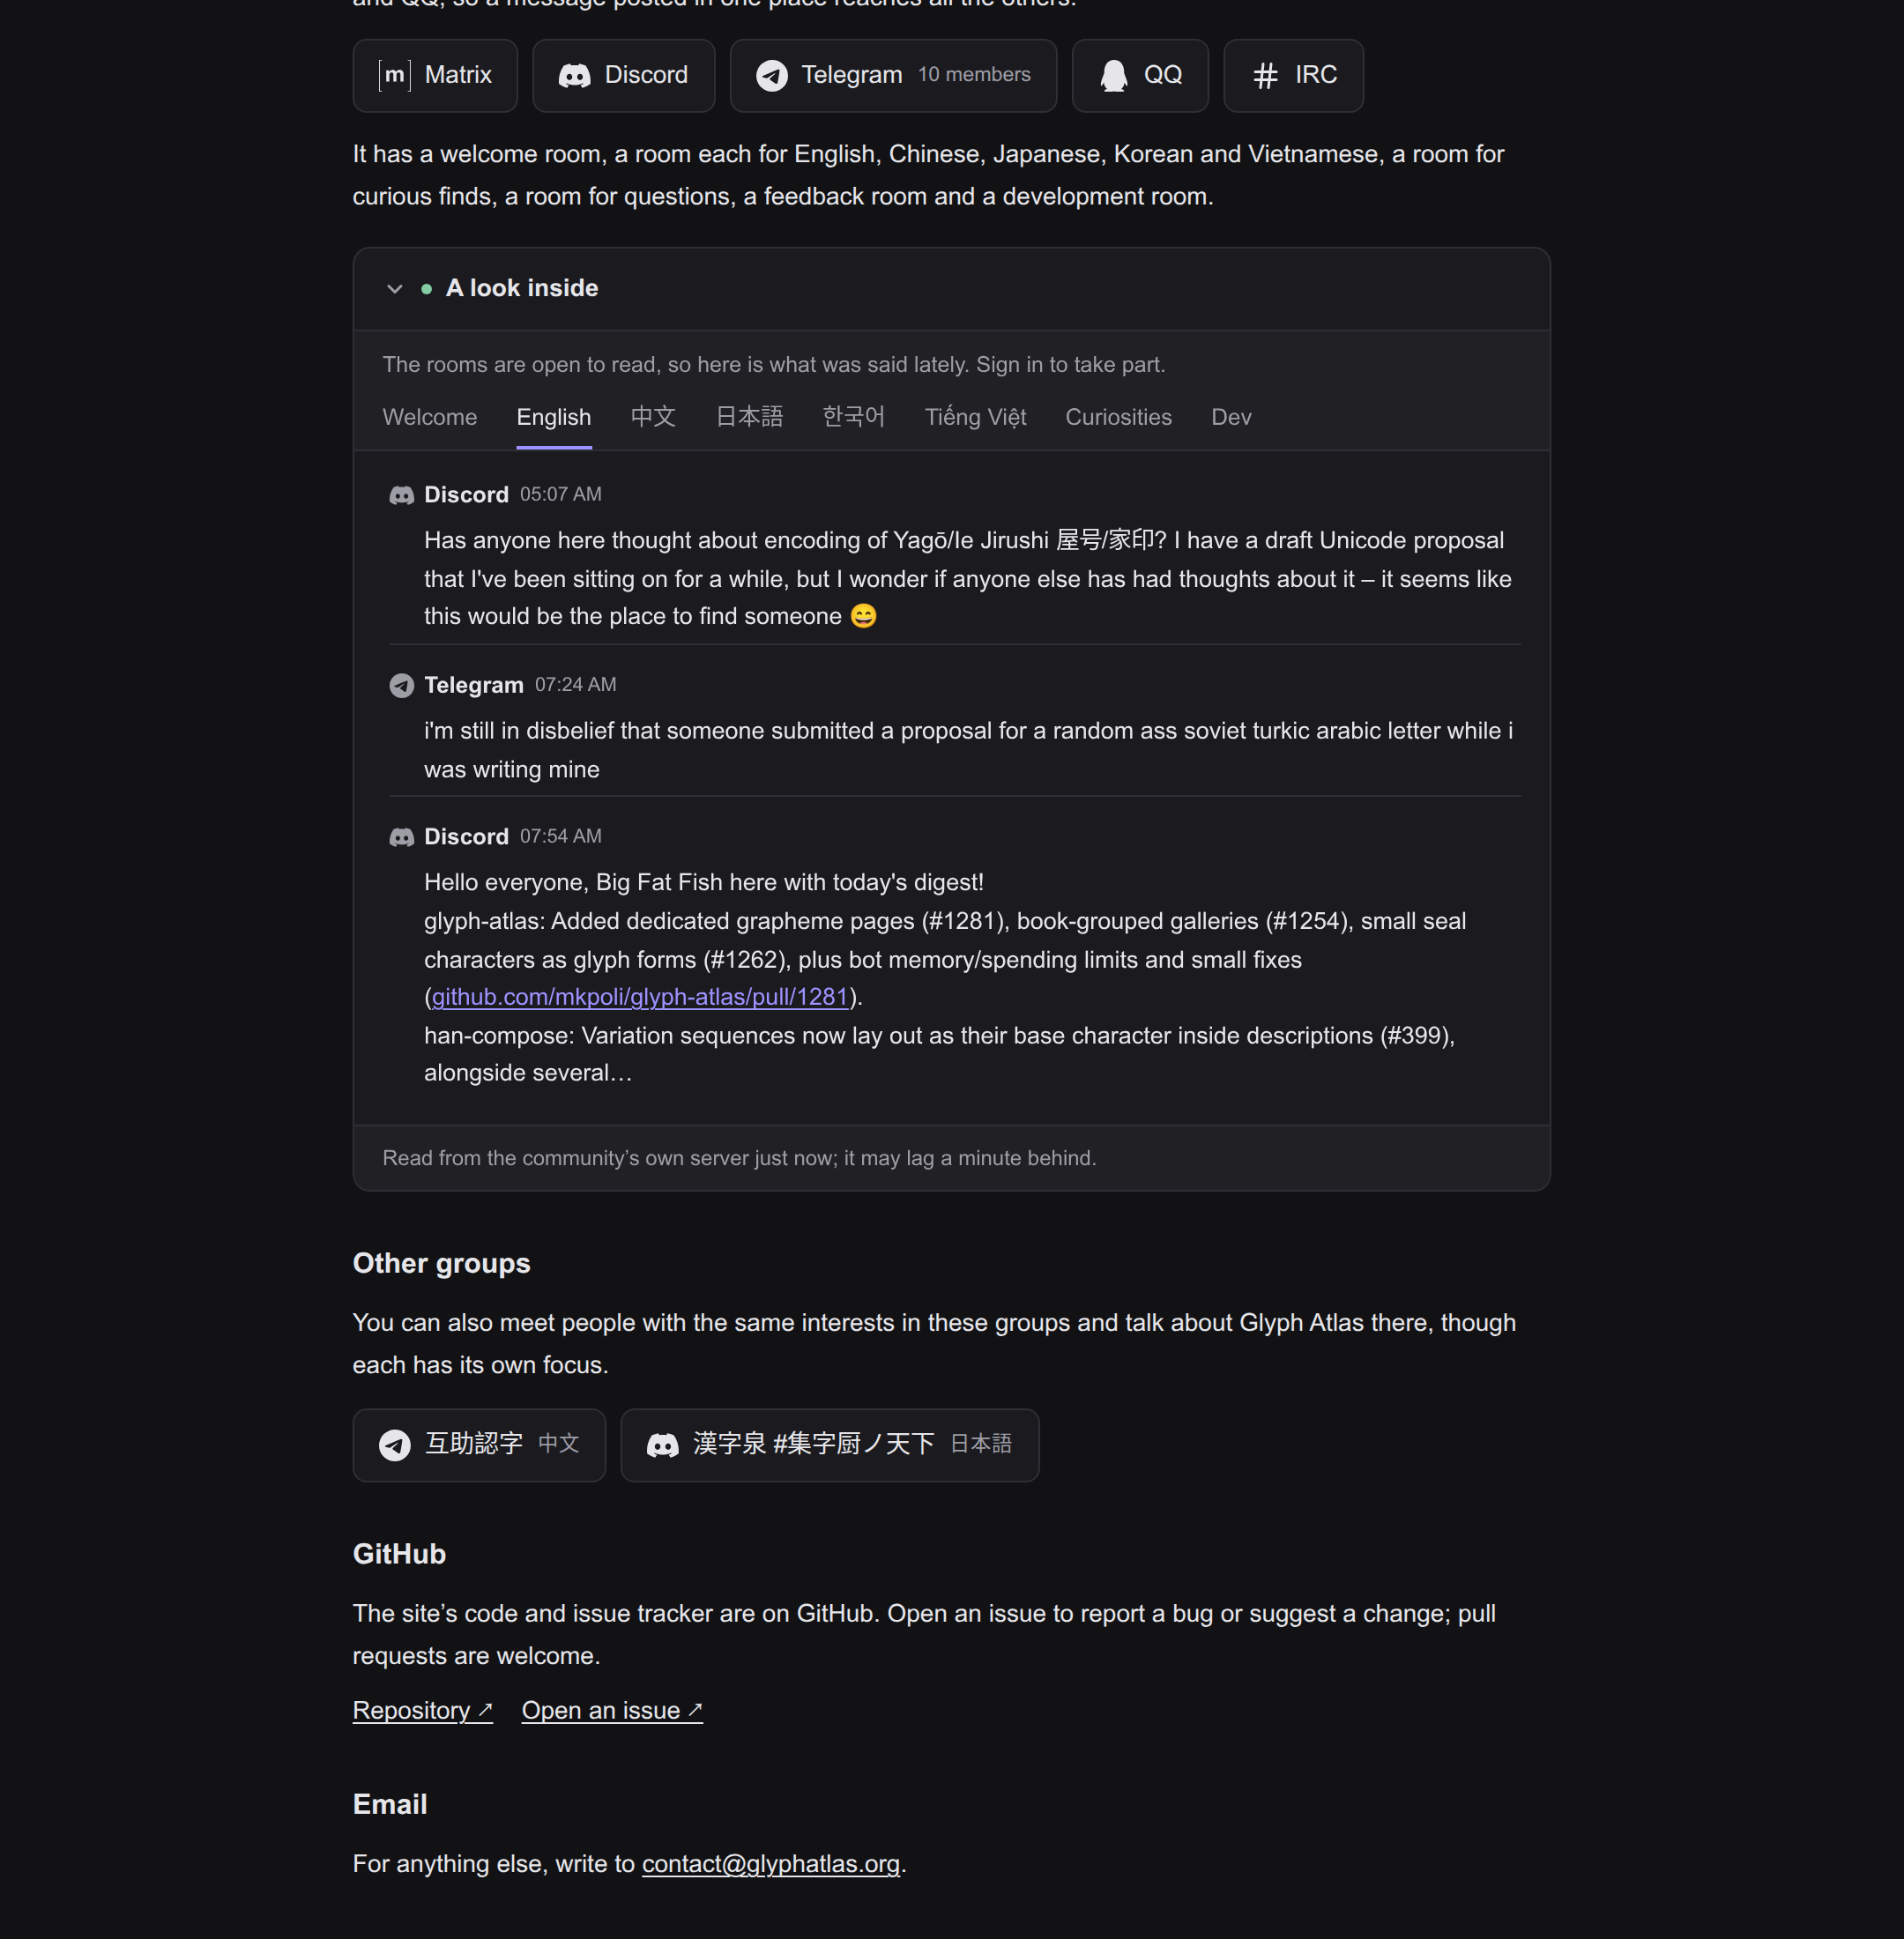 and QQ, so a message posted in one place reaches all the others.
[m] Matrix Discord Telegram 10 members QQ # IRC
It has a welcome room, a room each for English, Chinese, Japanese, Korean and Vietnamese, a room for
curious finds, a room for questions, a feedback room and a development room.
A look inside
The rooms are open to read, so here is what was said lately. Sign in to take part.
Welcome English 中文 日本語 한국어 Tiếng Việt Curiosities Dev
Discord 05:07 AM
Has anyone here thought about encoding of Yagō/Ie Jirushi 屋号/家印? I have a draft Unicode proposal
that I've been sitting on for a while, but I wonder if anyone else has had thoughts about it – it seems like
this would be the place to find someone 😄
Telegram 07:24 AM
i'm still in disbelief that someone submitted a proposal for a random ass soviet turkic arabic letter while i
was writing mine
Discord 07:54 AM
Hello everyone, Big Fat Fish here with today's digest!
glyph-atlas: Added dedicated grapheme pages (#1281), book-grouped galleries (#1254), small seal
characters as glyph forms (#1262), plus bot memory/spending limits and small fixes
(github.com/mkpoli/glyph-atlas/pull/1281).
han-compose: Variation sequences now lay out as their base character inside descriptions (#399),
alongside several…
Read from the community’s own server just now; it may lag a minute behind.
Other groups
You can also meet people with the same interests in these groups and talk about Glyph Atlas there, though
each has its own focus.
互助認字 中文 漢字泉 #集字厨ノ天下 日本語
GitHub
The site’s code and issue tracker are on GitHub. Open an issue to report a bug or suggest a change; pull
requests are welcome.
Repository ↗ Open an issue ↗
Email
For anything else, write to contact@glyphatlas.org.